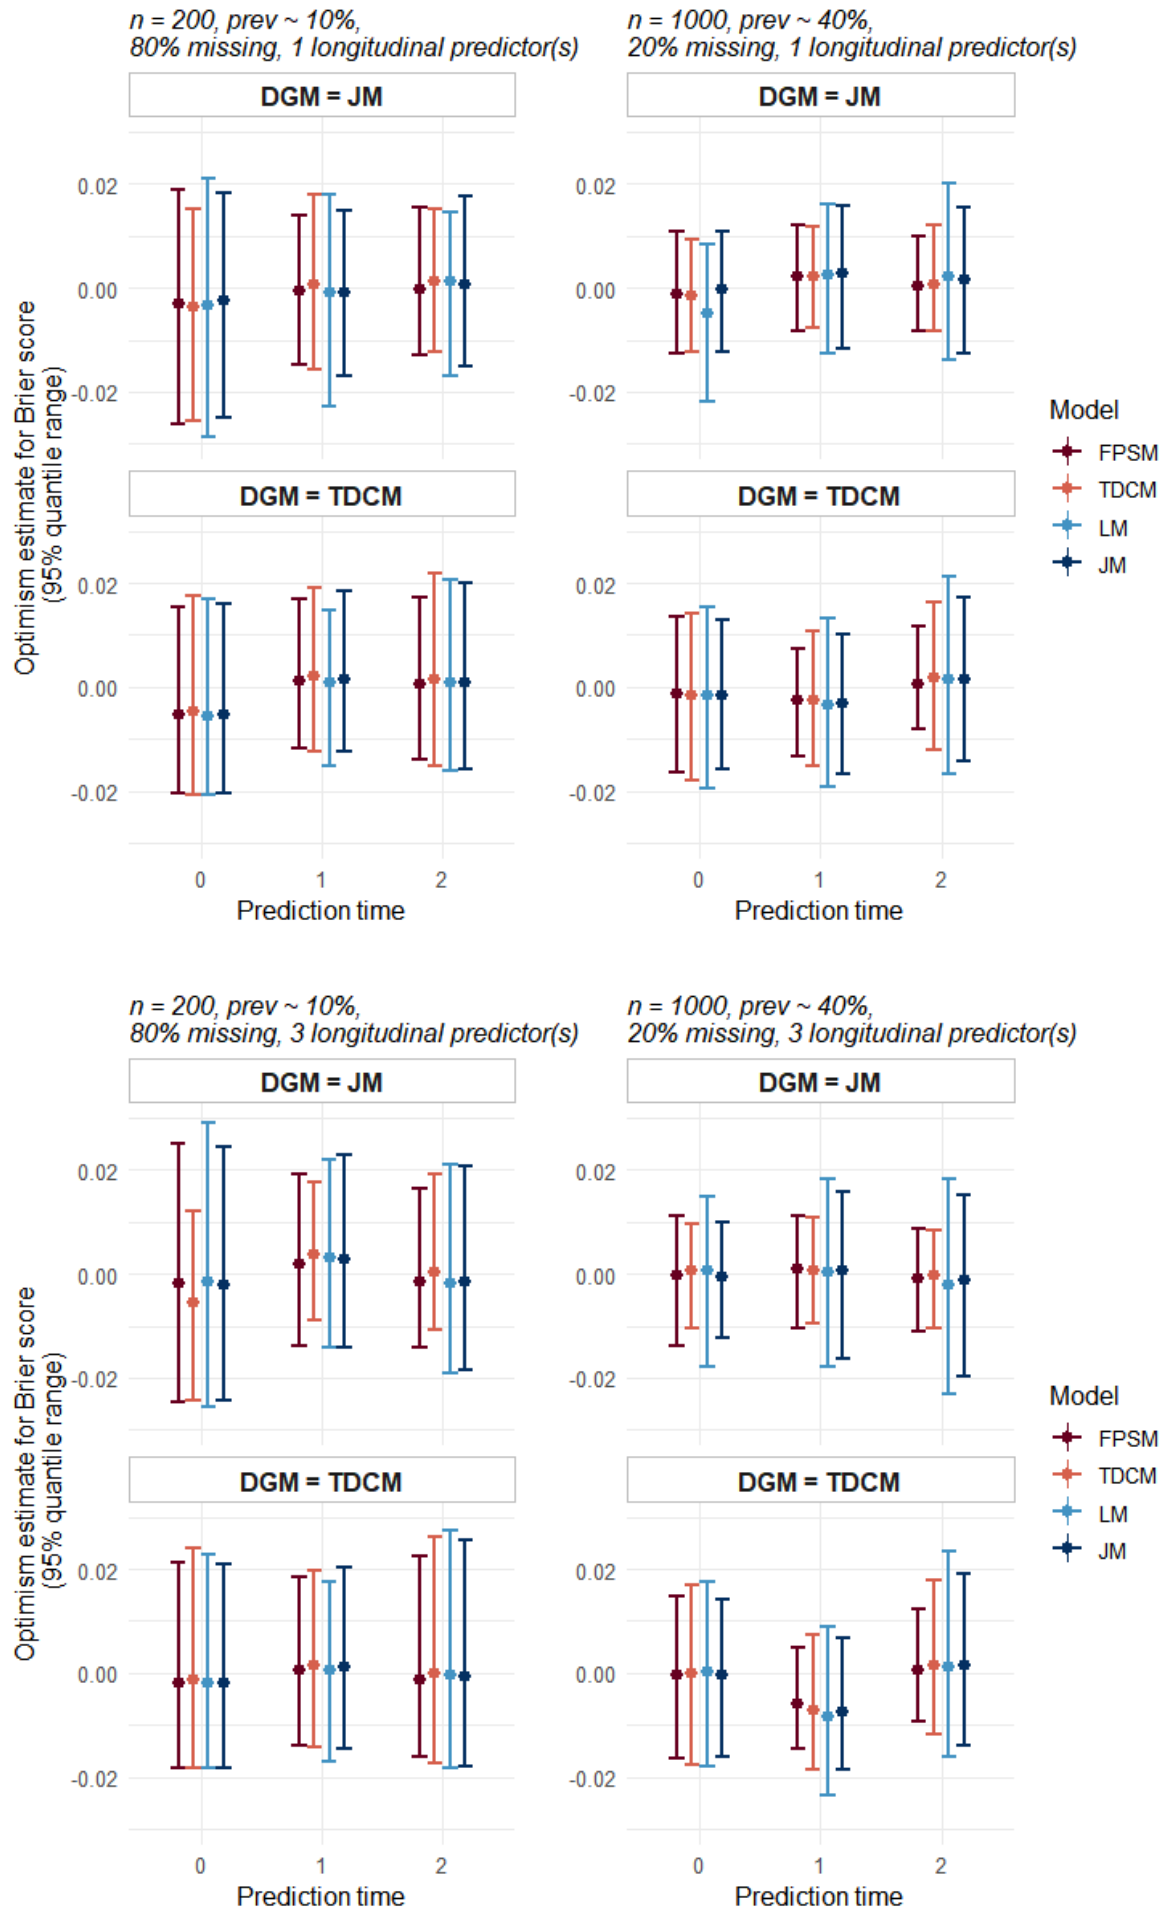 n = 200, prev ~ 10%,
80% missing, 1 longitudinal predictor(s)
n = 1000, prev ~ 40%,
20% missing, 1 longitudinal predictor(s)
DGM = JM
DGM = JM
0.02
0.00
-0.02
0.02
0.00
-0.02
Optimism estimate for Brier score
(95% quantile range)
DGM = TDCM
DGM = TDCM
0.02
0.00
-0.02
0.02
0.00
-0.02
0 1 2
0 1 2
Prediction time
Prediction time
Model
FPSM
TDCM
LM
JM
n = 200, prev ~ 10%,
80% missing, 3 longitudinal predictor(s)
n = 1000, prev ~ 40%,
20% missing, 3 longitudinal predictor(s)
DGM = JM
DGM = JM
0.02
0.00
-0.02
0.02
0.00
-0.02
Optimism estimate for Brier score
(95% quantile range)
DGM = TDCM
DGM = TDCM
0.02
0.00
-0.02
0.02
0.00
-0.02
0 1 2
0 1 2
Prediction time
Prediction time
Model
FPSM
TDCM
LM
JM